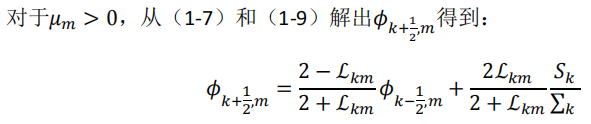 对于$\mu_m > 0$，从（1-7）和（1-9）解出$\phi_{k+\frac{1}{2},m}$得到：
$$\phi_{k+\frac{1}{2},m} = \frac{2 - \mathcal{L}_{km}}{2 + \mathcal{L}_{km}} \phi_{k-\frac{1}{2},m} + \frac{2\mathcal{L}_{km}}{2 + \mathcal{L}_{km}} \frac{S_k}{\Sigma_k}$$